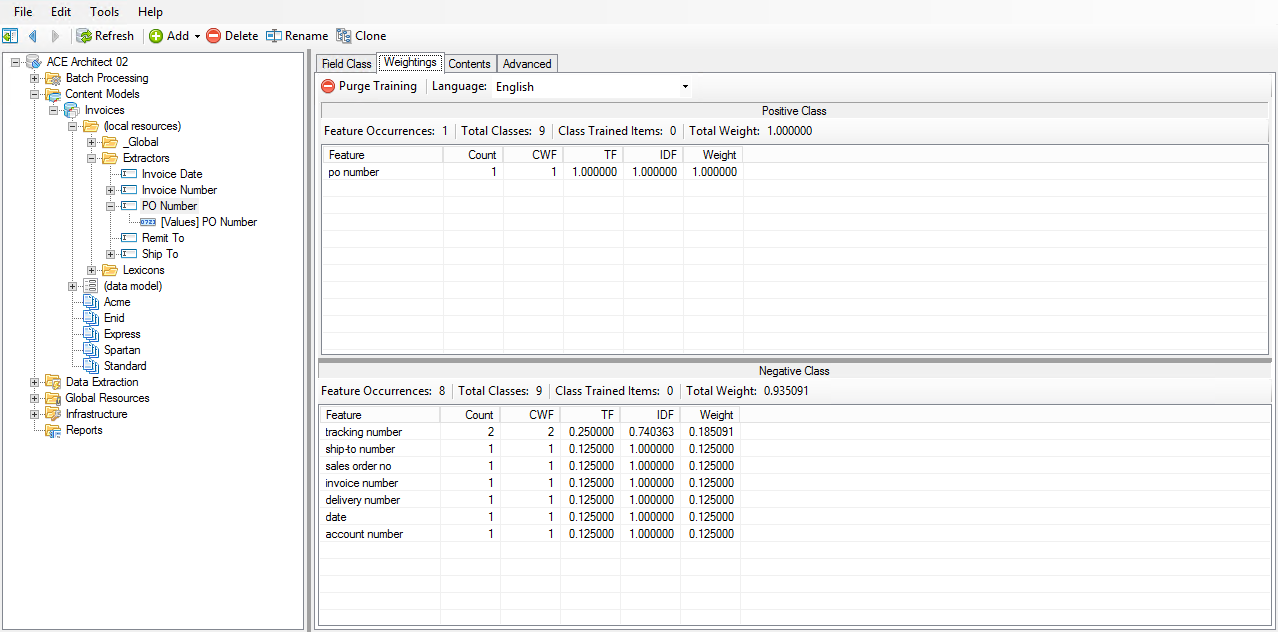 File Edit Tools Help
Refresh Add Delete Rename Clone
ACE Architect 02
Batch Processing
Content Models
Invoices
(local resources)
_Global
Extractors
Invoice Date
Invoice Number
PO Number
[Values] PO Number
Remit To
Ship To
Lexicons
(data model)
Acme
Enid
Express
Spartan
Standard
Data Extraction
Global Resources
Infrastructure
Reports
Field Class Weightings Contents Advanced
Purge Training Language: English
Positive Class
Feature Occurrences: 1 Total Classes: 9 Class Trained Items: 0 Total Weight: 1.000000
Feature Count CWF TF IDF Weight
po number 1 1 1.000000 1.000000 1.000000
Negative Class
Feature Occurrences: 8 Total Classes: 9 Class Trained Items: 0 Total Weight: 0.935091
Feature Count CWF TF IDF Weight
tracking number 2 2 0.250000 0.740363 0.185091
ship-to number 1 1 0.125000 1.000000 0.125000
sales order no 1 1 0.125000 1.000000 0.125000
invoice number 1 1 0.125000 1.000000 0.125000
delivery number 1 1 0.125000 1.000000 0.125000
date 1 1 0.125000 1.000000 0.125000
account number 1 1 0.125000 1.000000 0.125000